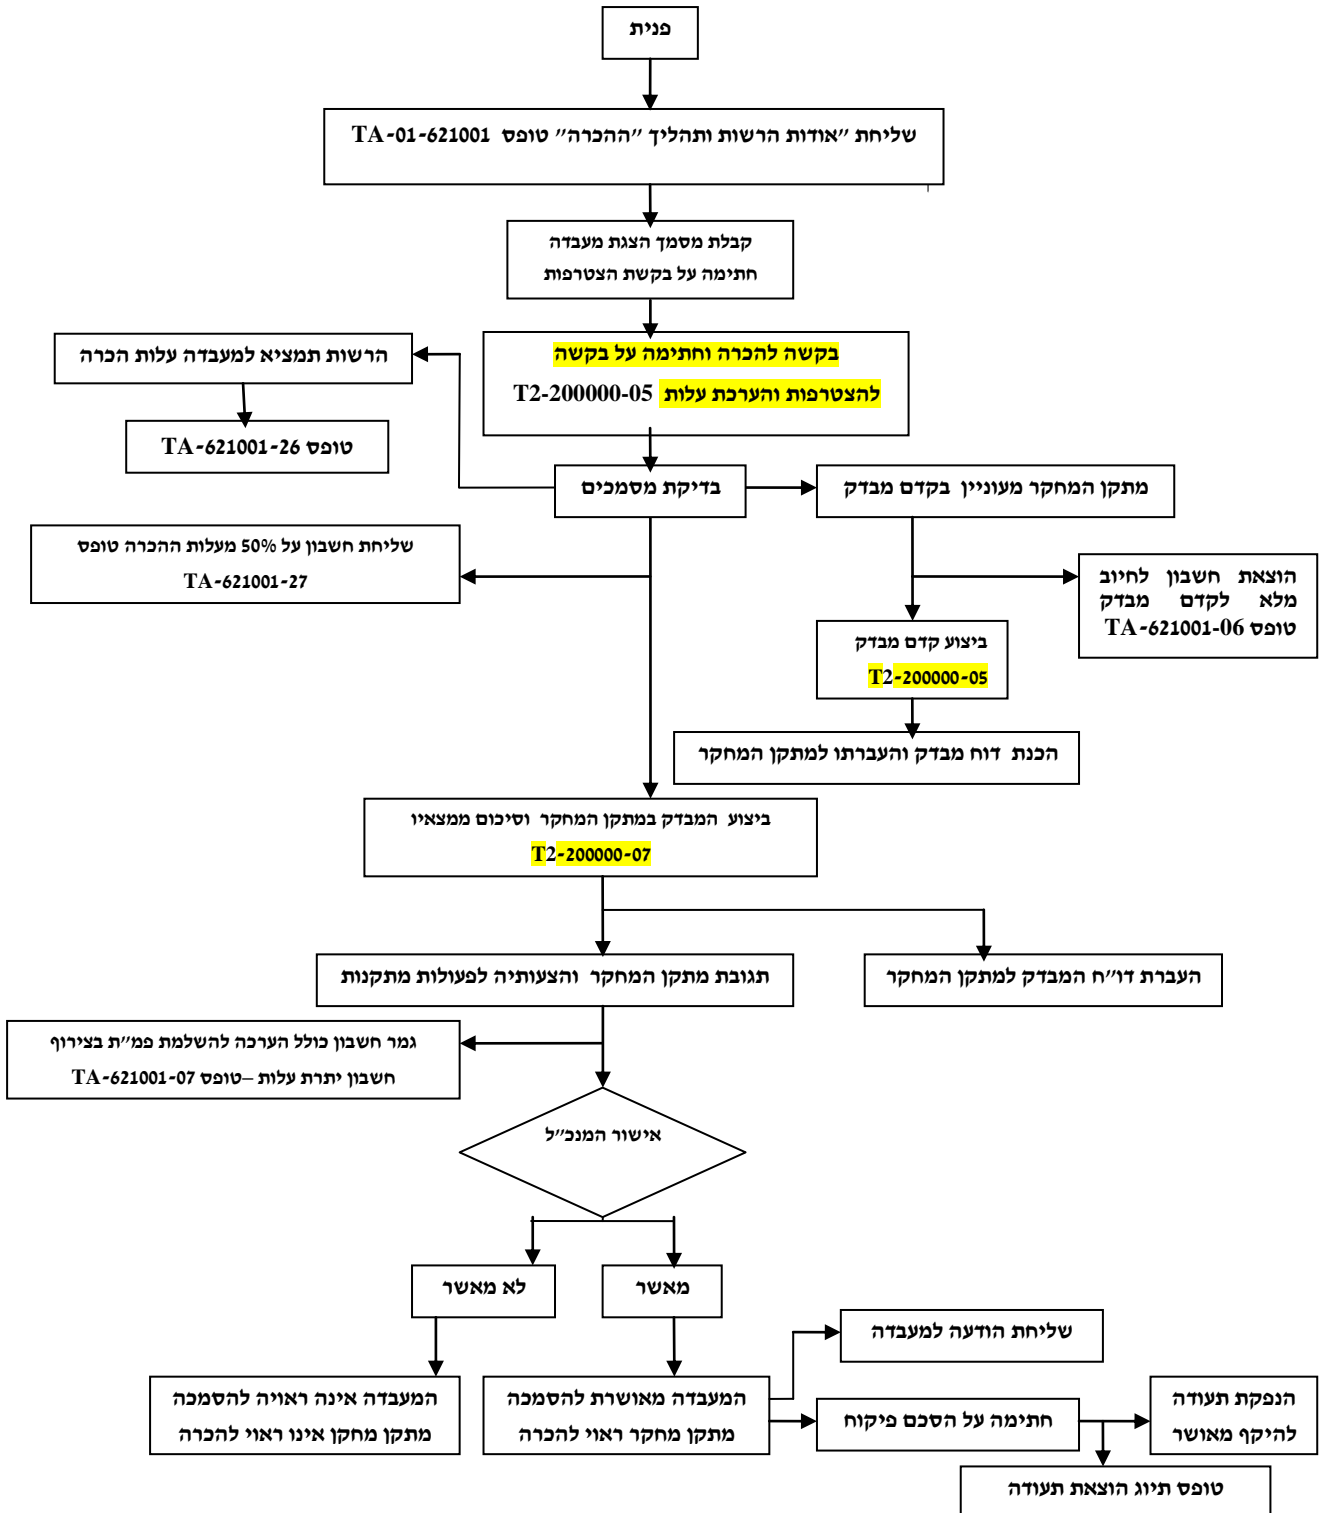 פנית
שליחת "אודות הרשות ותהליך "ההכרה" טופס TA-01-621001
קבלת מסמך הצגת מעבדה
חתימה על בקשת הצטרפות
בקשה להכרה וחתימה על בקשה
להצטרפות והערכת עלות T2-200000-05
הרשות תמציא למעבדה עלות הכרה
טופס TA-621001-26
בדיקת מסמכים
מתקן המחקר מעוניין בקדם מבדק
שליחת חשבון על 50% מעלות ההכרה טופס
TA-621001-27
הוצאת חשבון לחיוב
מלא לקדם מבדק
טופס TA-621001-06
ביצוע קדם מבדק
T2-200000-05
הכנת דוח מבדק והעברתו למתקן המחקר
ביצוע המבדק במתקן המחקר וסיכום ממצאיו
T2-200000-07
תגובת מתקן המחקר והצעותיה לפעולות מתקנות
העברת דו"ח המבדק למתקן המחקר
גמר חשבון כולל הערכה להשלמת פמ"ת בצירוף
חשבון יתרת עלות –טופס TA-621001-07
אישור המנכ"ל
לא מאשר
מאשר
שליחת הודעה למעבדה
המעבדה אינה ראויה להסמכה
מתקן מחקן אינו ראוי להכרה
המעבדה מאושרת להסמכה
מתקן מחקר ראוי להכרה
חתימה על הסכם פיקוח
הנפקת תעודה
להיקף מאושר
טופס תיוג הוצאת תעודה